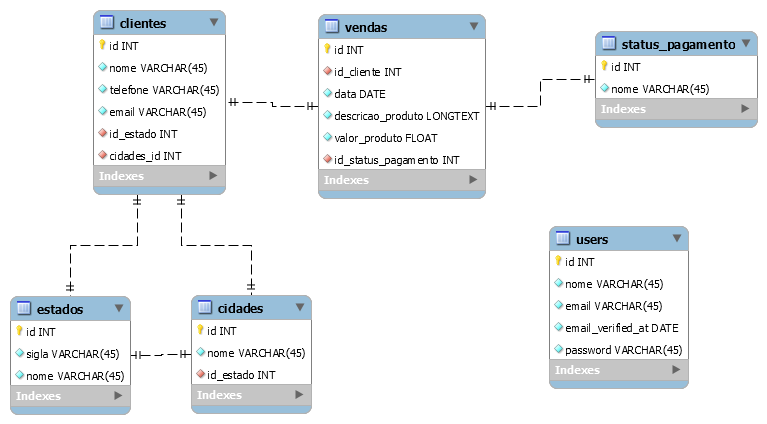 clientes
id INT
nome VARCHAR(45)
telefone VARCHAR(45)
email VARCHAR(45)
id_estado INT
cidades_id INT
Indexes
vendas
id INT
id_cliente INT
data DATE
descricao_produto LONGTEXT
valor_produto FLOAT
id_status_pagamento INT
Indexes
status_pagamento
id INT
nome VARCHAR(45)
Indexes
users
id INT
nome VARCHAR(45)
email VARCHAR(45)
email_verified_at DATE
password VARCHAR(45)
Indexes
estados
id INT
sigla VARCHAR(45)
nome VARCHAR(45)
Indexes
cidades
id INT
nome VARCHAR(45)
id_estado INT
Indexes